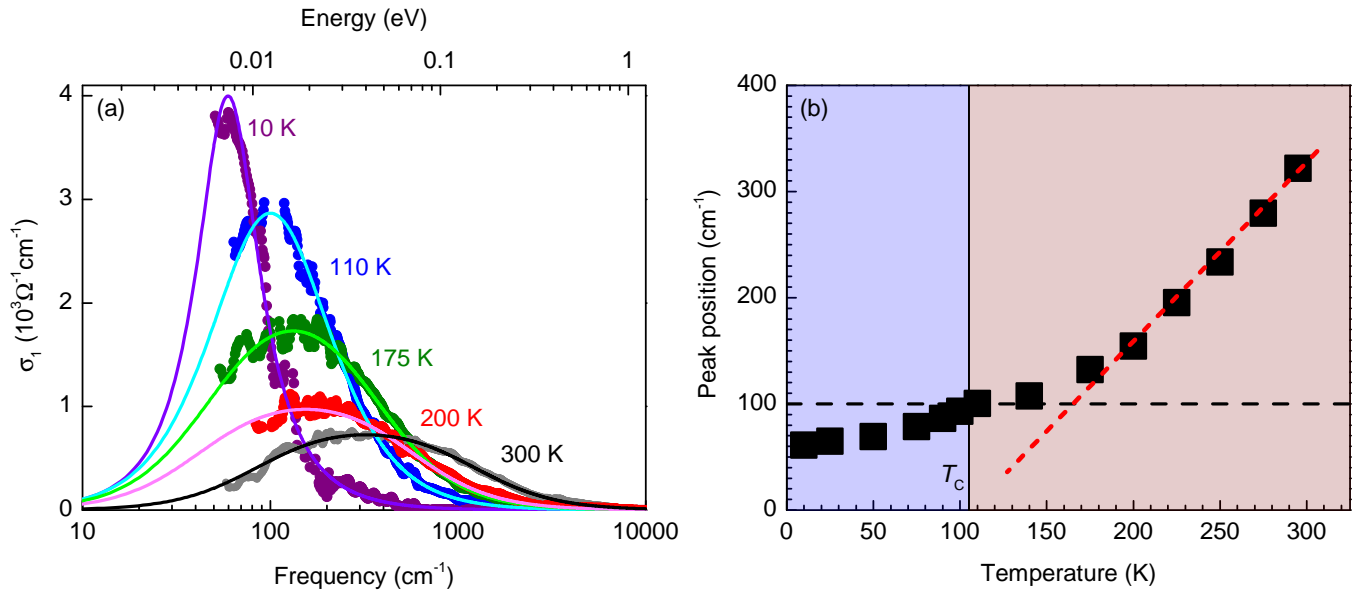 Energy (eV)
0.01 0.1 1
4
3
2
1
0
σ₁ (10³Ω⁻¹cm⁻¹)
(a)
10 K
110 K
175 K
200 K
300 K
10 100 1000 10000
Frequency (cm⁻¹)
400
300
200
100
0
Peak position (cm⁻¹)
(b)
T_C
0 50 100 150 200 250 300
Temperature (K)